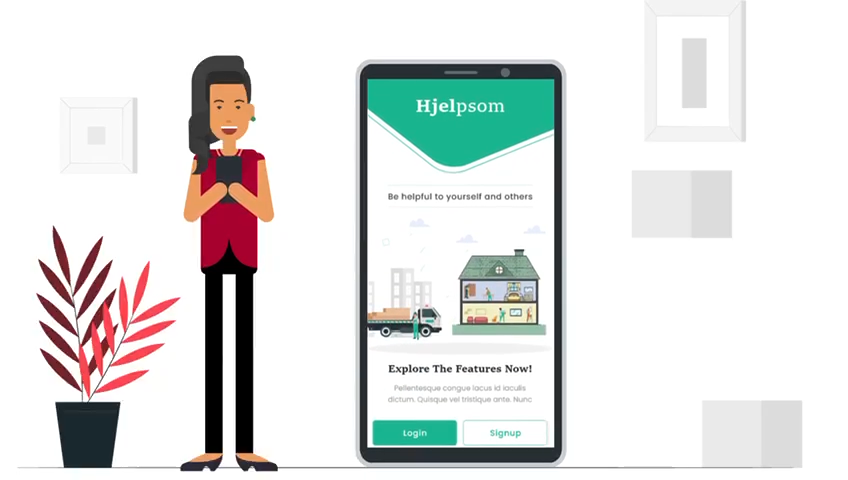 Hjelpsom
Be helpful to yourself and others
Explore The Features Now!
Pellentesque congue lacus id iaculis
dictum. Quisque vel tristique ante. Nunc
Login
Signup